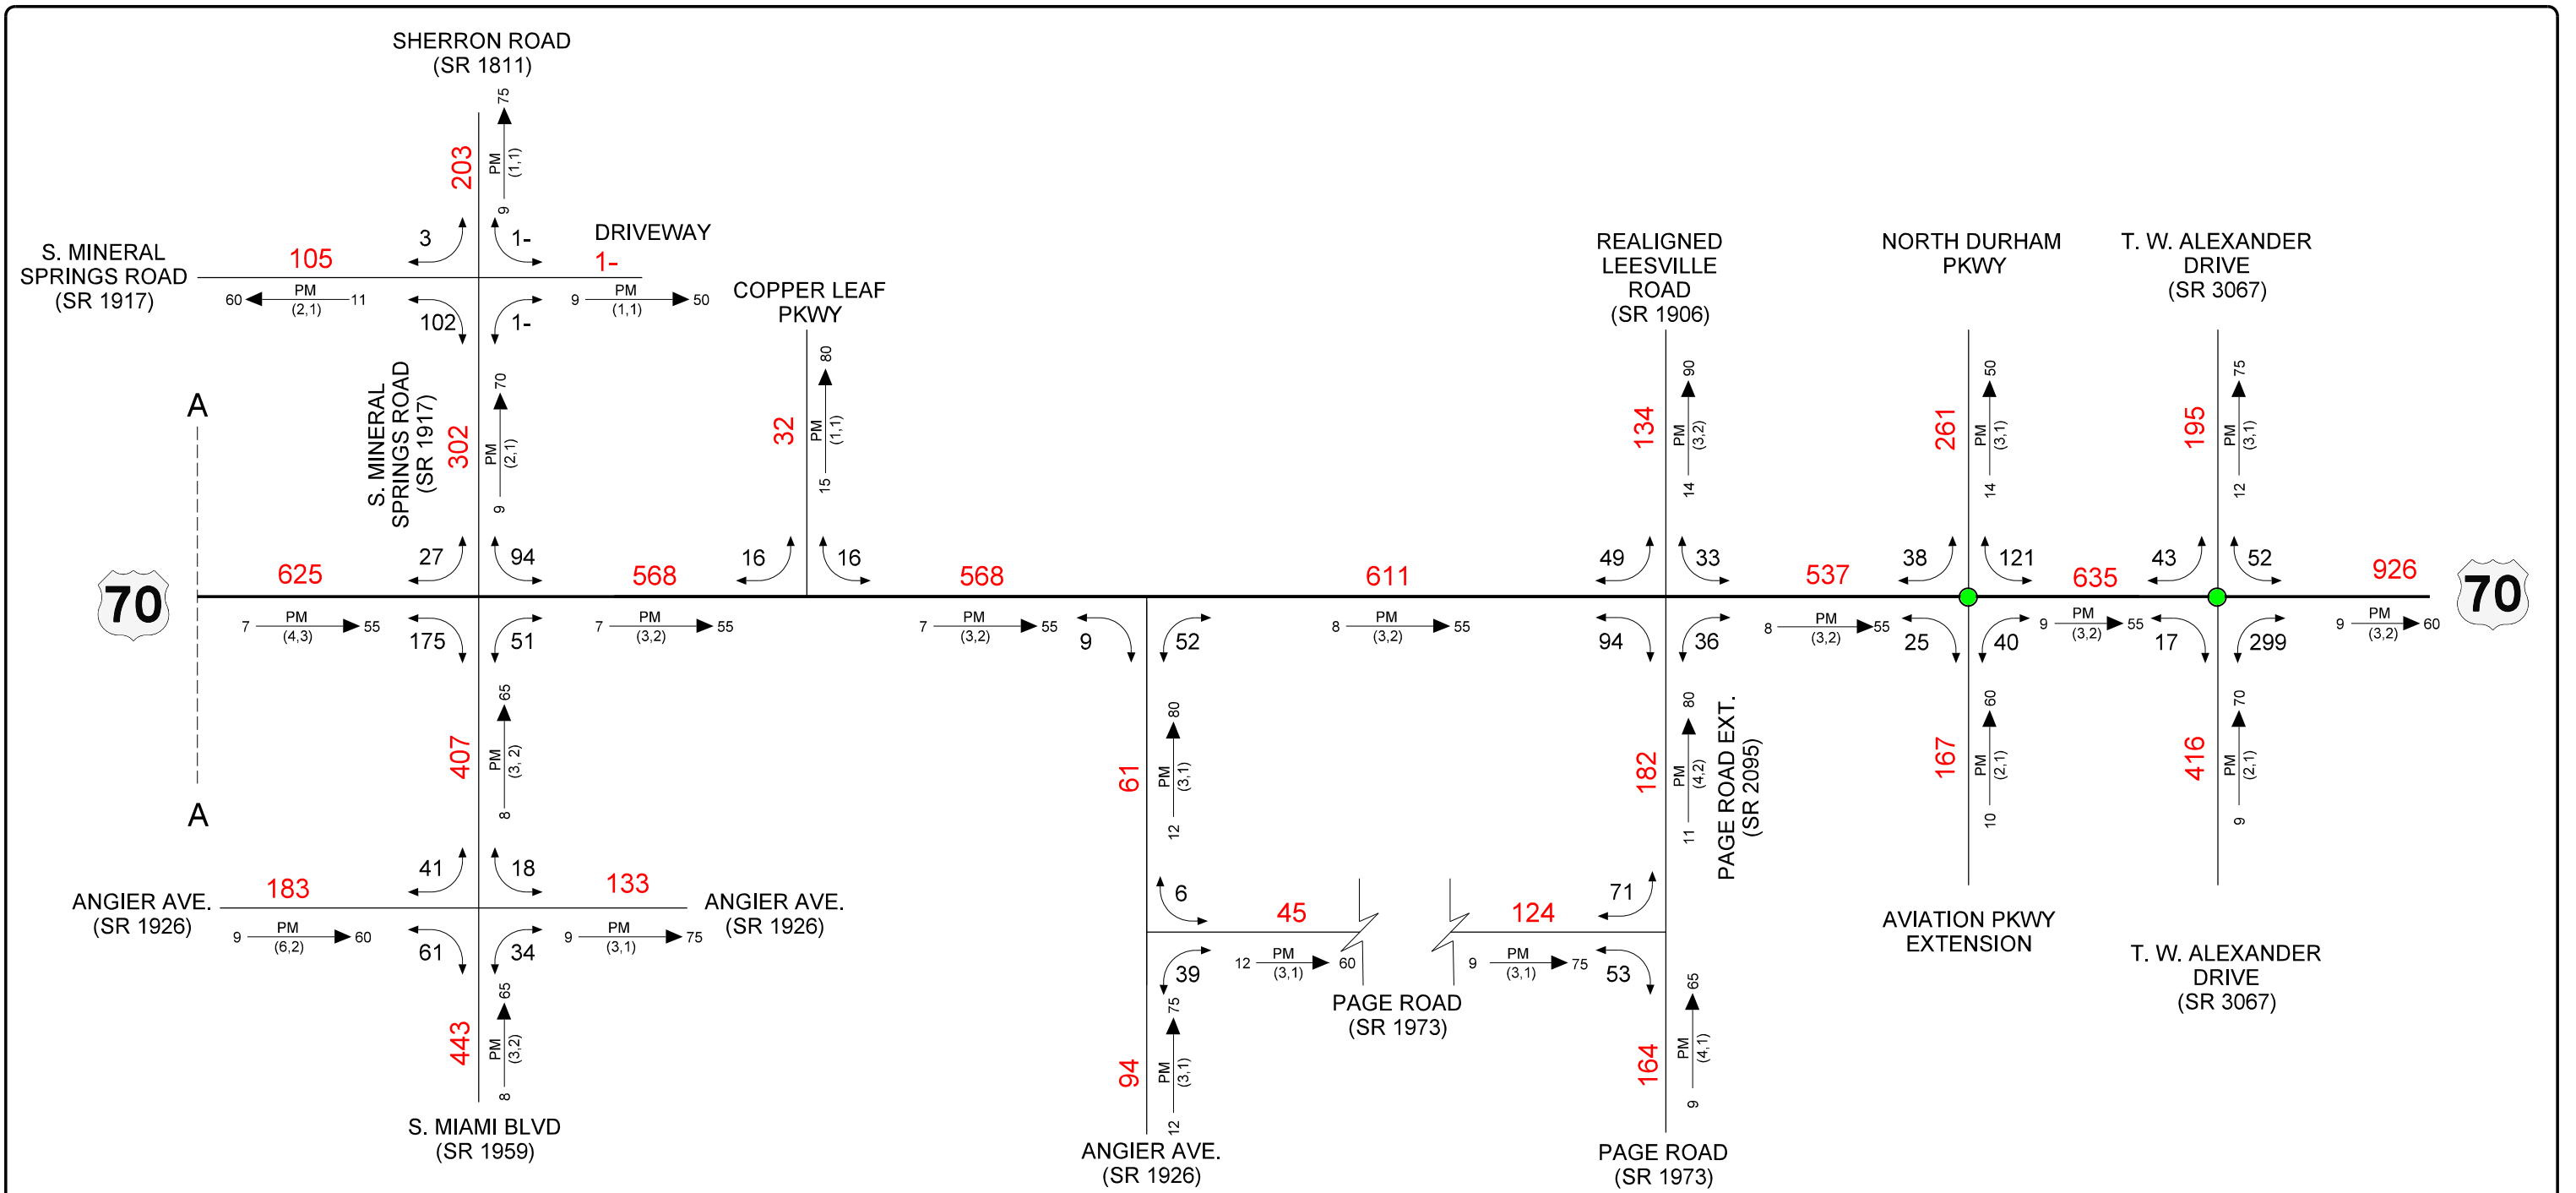 SHERRON ROAD
(SR 1811)
203
PM
(1,1)
9
75
S. MINERAL
SPRINGS ROAD
(SR 1917)
105
60
PM
(2,1)
11
3
1-
102
1-
DRIVEWAY
1-
9
PM
(1,1)
50
COPPER LEAF
PKWY
32
PM
(1,1)
15
80
16
16
REALIGNED
LEESVILLE
ROAD
(SR 1906)
134
PM
(3,2)
14
90
NORTH DURHAM
PKWY
261
PM
(3,1)
14
50
T. W. ALEXANDER
DRIVE
(SR 3067)
195
PM
(3,1)
12
75
A
A
S. MINERAL
SPRINGS ROAD
(SR 1917)
302
PM
(2,1)
9
70
70
625
7
PM
(4,3)
55
27
94
175
51
568
7
PM
(3,2)
55
568
7
PM
(3,2)
55
9
52
611
8
PM
(3,2)
55
49
33
94
36
537
8
PM
(3,2)
55
38
121
25
40
635
9
PM
(3,2)
55
43
52
17
299
926
9
PM
(3,2)
60
70
407
PM
(3, 2)
8
65
ANGIER AVE.
(SR 1926)
183
9
PM
(6,2)
60
41
18
61
34
133
9
PM
(3,1)
75
ANGIER AVE.
(SR 1926)
443
PM
(3,2)
8
65
S. MIAMI BLVD
(SR 1959)
61
PM
(3,1)
12
80
6
39
45
12
PM
(3,1)
60
94
PM
(3,1)
12
75
ANGIER AVE.
(SR 1926)
PAGE ROAD
(SR 1973)
124
9
PM
(3,1)
75
71
53
182
PM
(4,2)
11
80
PAGE ROAD EXT.
(SR 2095)
164
PM
(4,1)
9
65
PAGE ROAD
(SR 1973)
167
PM
(2,1)
10
60
AVIATION PKWY
EXTENSION
416
PM
(2,1)
9
70
T. W. ALEXANDER
DRIVE
(SR 3067)